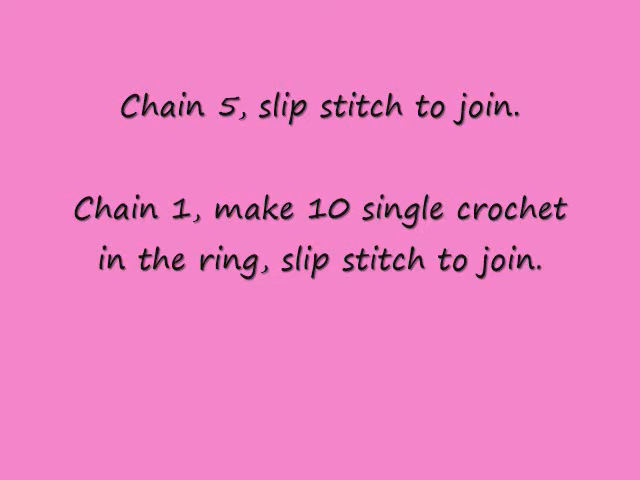 Chain 5, slip stitch to join.
Chain 1, make 10 single crochet
in the ring, slip stitch to join.